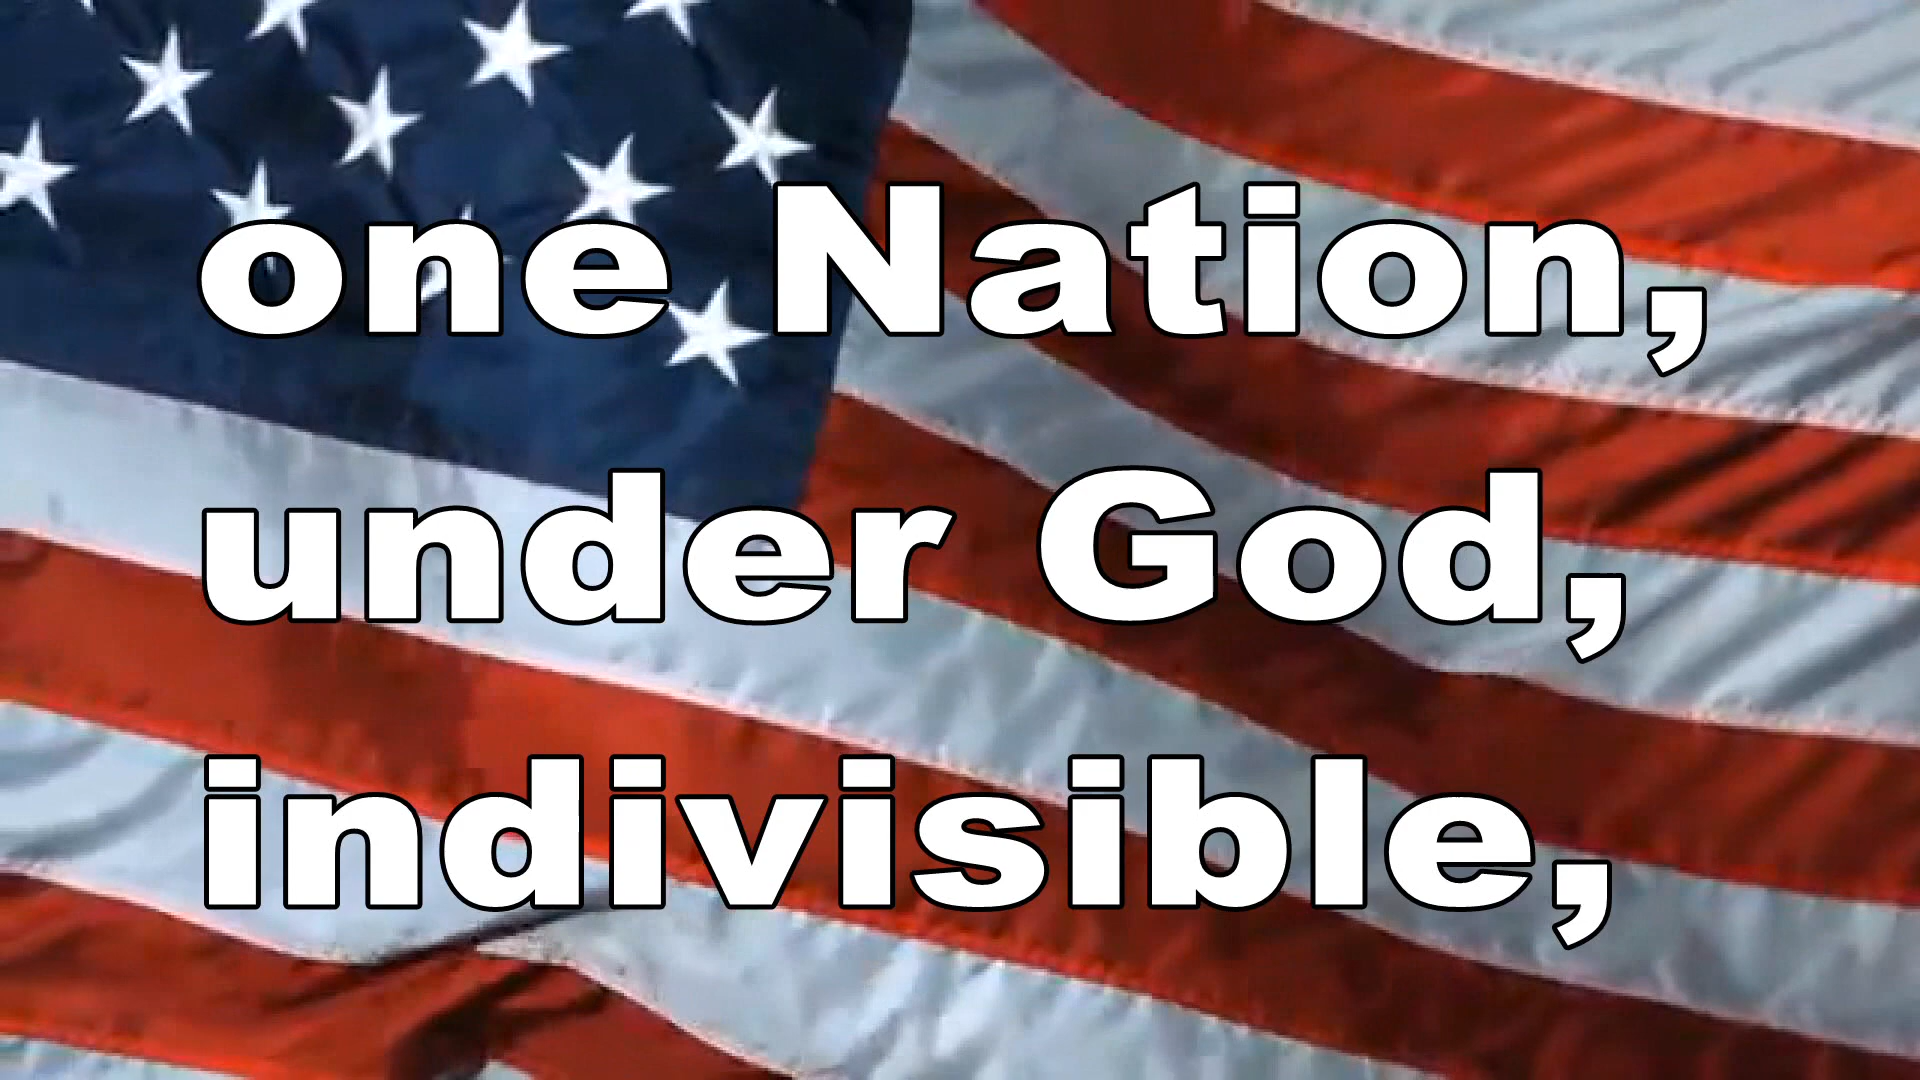 one Nation,
under God,
indivisible,